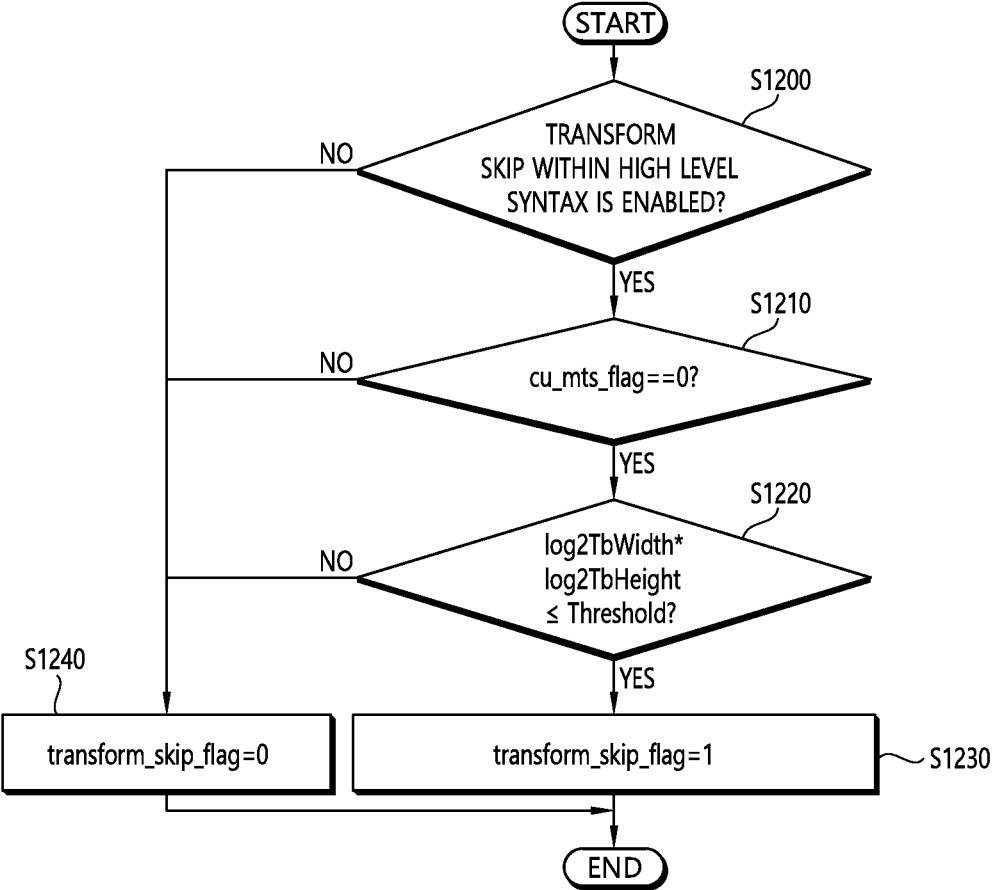 START
S1200
TRANSFORM
SKIP WITHIN HIGH LEVEL
SYNTAX IS ENABLED?
NO
YES
S1210
cu_mts_flag==0?
NO
YES
S1220
log2TbWidth*
log2TbHeight
≤ Threshold?
NO
YES
S1240
transform_skip_flag=0
transform_skip_flag=1
S1230
END